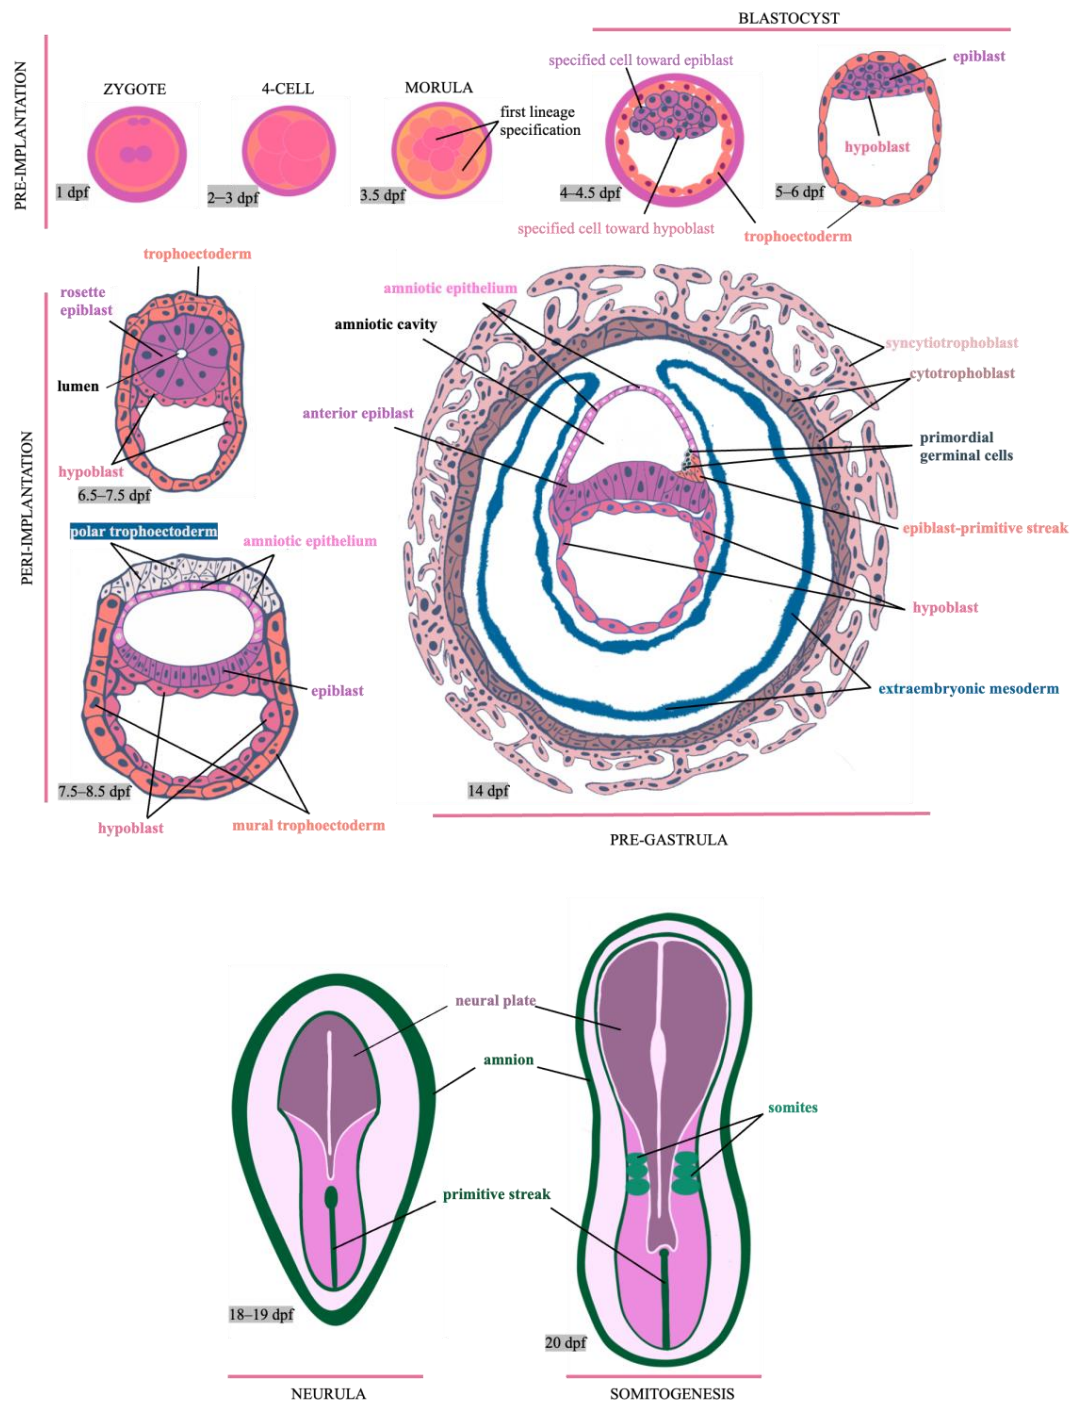 BLASTOCYST
PRE-IMPLANTATION
ZYGOTE
4-CELL
MORULA
first lineage
specification
specified cell toward epiblast
epiblast
hypoblast
1 dpf
2–3 dpf
3.5 dpf
4–4.5 dpf
5–6 dpf
specified cell toward hypoblast
trophoectoderm
PERI-IMPLANTATION
trophoectoderm
rosette
epiblast
lumen
hypoblast
6.5–7.5 dpf
polar trophoectoderm
amniotic epithelium
epiblast
7.5–8.5 dpf
hypoblast
mural trophoectoderm
amniotic epithelium
amniotic cavity
anterior epiblast
syncytiotrophoblast
cytotrophoblast
primordial
germinal cells
epiblast-primitive streak
hypoblast
extraembryonic mesoderm
14 dpf
PRE-GASTRULA
neural plate
amnion
somites
primitive streak
18–19 dpf
20 dpf
NEURULA
SOMITOGENESIS